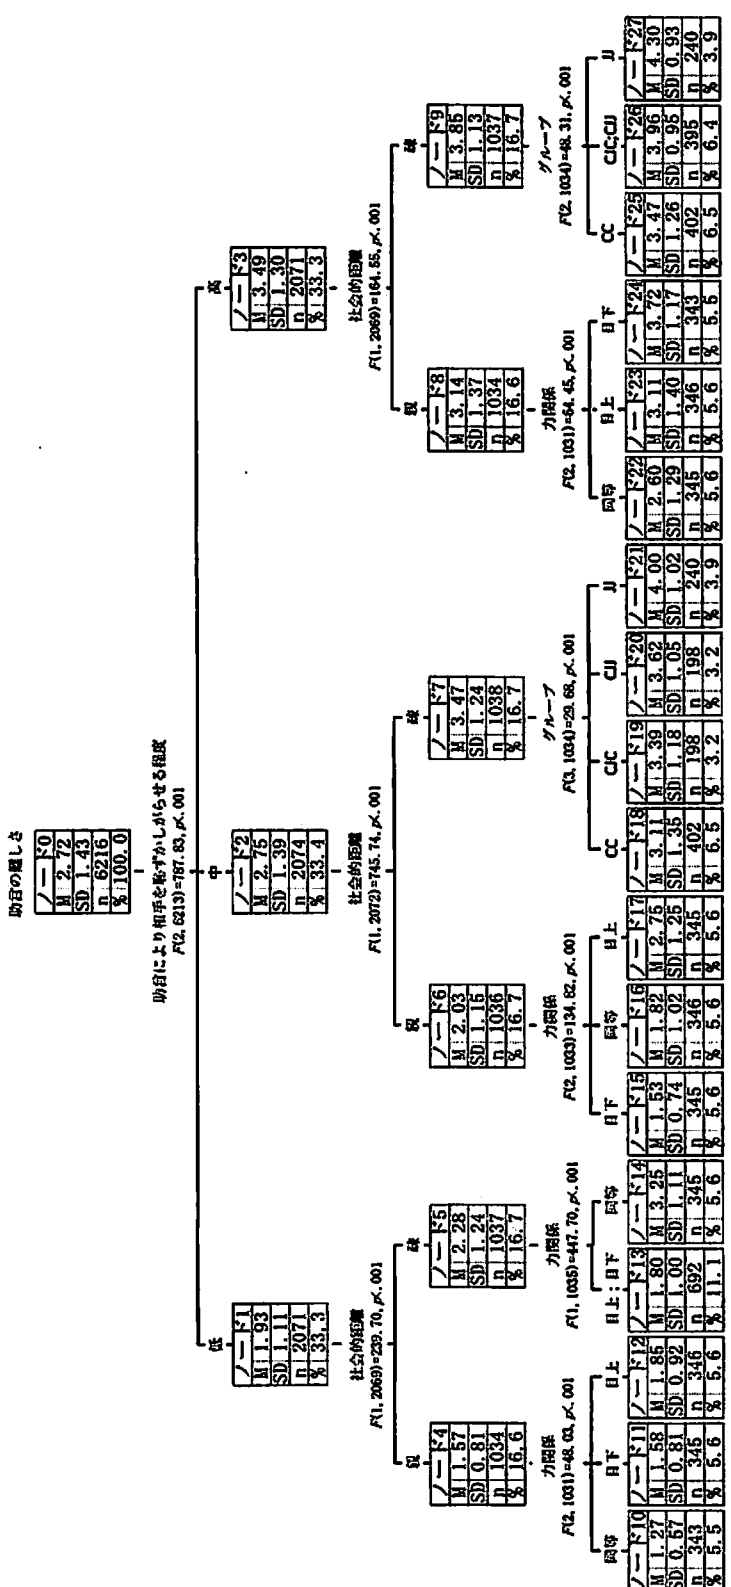 助言の難しさ
ノード0
M 2.72
SD 1.43
n 6216
% 100.0
助言により相手を恥ずかしがらせる程度
F(2, 6213)=787.83, p<.001
低
ノード1
M 1.93
SD 1.11
n 2071
% 33.3
中
ノード2
M 2.75
SD 1.39
n 2074
% 33.4
高
ノード3
M 3.49
SD 1.30
n 2071
% 33.3
社会的距離
F(1, 2069)=239.70, p<.001
社会的距離
F(1, 2072)=745.74, p<.001
社会的距離
F(1, 2069)=164.55, p<.001
親
ノード4
M 1.57
SD 0.81
n 1034
% 16.6
疎
ノード5
M 2.28
SD 1.24
n 1037
% 16.7
親
ノード6
M 2.03
SD 1.15
n 1036
% 16.7
疎
ノード7
M 3.47
SD 1.24
n 1038
% 16.7
親
ノード8
M 3.14
SD 1.37
n 1034
% 16.6
疎
ノード9
M 3.85
SD 1.13
n 1037
% 16.7
力関係
F(2, 1031)=48.03, p<.001
力関係
F(1, 1035)=447.70, p<.001
力関係
F(2, 1033)=134.82, p<.001
グループ
F(3, 1034)=29.68, p<.001
力関係
F(2, 1031)=64.45, p<.001
グループ
F(2, 1034)=48.31, p<.001
同等
ノード10
M 1.27
SD 0.57
n 343
% 5.5
目下
ノード11
M 1.58
SD 0.81
n 345
% 5.6
目上
ノード12
M 1.85
SD 0.92
n 346
% 5.6
目上;目下
ノード13
M 1.80
SD 1.00
n 692
% 11.1
同等
ノード14
M 3.25
SD 1.11
n 345
% 5.6
目下
ノード15
M 1.53
SD 0.74
n 345
% 5.6
同等
ノード16
M 1.82
SD 1.02
n 346
% 5.6
目上
ノード17
M 2.75
SD 1.25
n 345
% 5.6
CC
ノード18
M 3.11
SD 1.35
n 402
% 6.5
CJC
ノード19
M 3.39
SD 1.18
n 198
% 3.2
CJJ
ノード20
M 3.62
SD 1.05
n 198
% 3.2
JJ
ノード21
M 4.00
SD 1.02
n 240
% 3.9
同等
ノード22
M 2.60
SD 1.29
n 345
% 5.6
目上
ノード23
M 3.11
SD 1.40
n 346
% 5.6
目下
ノード24
M 3.72
SD 1.17
n 343
% 5.5
CC
ノード25
M 3.47
SD 1.26
n 402
% 6.5
CJC;CJJ
ノード26
M 3.96
SD 0.95
n 395
% 6.4
JJ
ノード27
M 4.30
SD 0.93
n 240
% 3.9